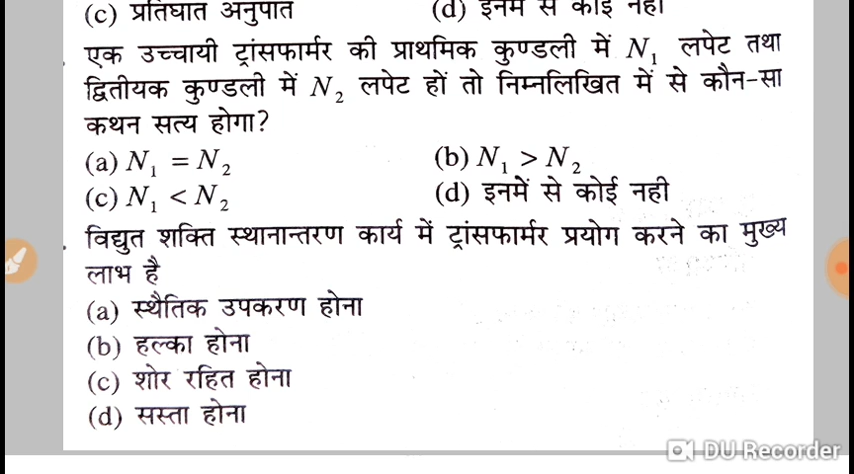 (c) प्रतिघात अनुपात (d) इनमें से कोई नहीं
एक उच्चायी ट्रांसफार्मर की प्राथमिक कुण्डली में N₁ लपेट तथा
द्वितीयक कुण्डली में N₂ लपेट हों तो निम्नलिखित में से कौन-सा
कथन सत्य होगा?
(a) N₁ = N₂ (b) N₁ > N₂
(c) N₁ < N₂ (d) इनमें से कोई नही
विद्युत शक्ति स्थानान्तरण कार्य में ट्रांसफार्मर प्रयोग करने का मुख्य
लाभ है
(a) स्थैतिक उपकरण होना
(b) हल्का होना
(c) शोर रहित होना
(d) सस्ता होना
DU Recorder